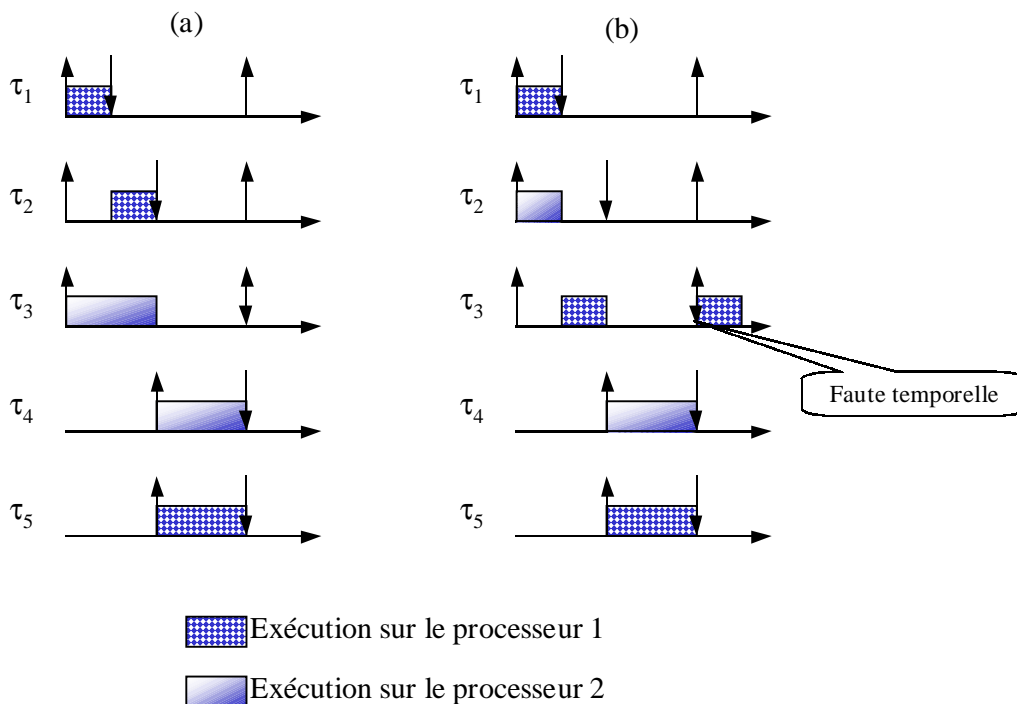 (a)
τ1
τ2
τ3
τ4
τ5
(b)
τ1
τ2
τ3
τ4
τ5
Faute temporelle
Exécution sur le processeur 1
Exécution sur le processeur 2